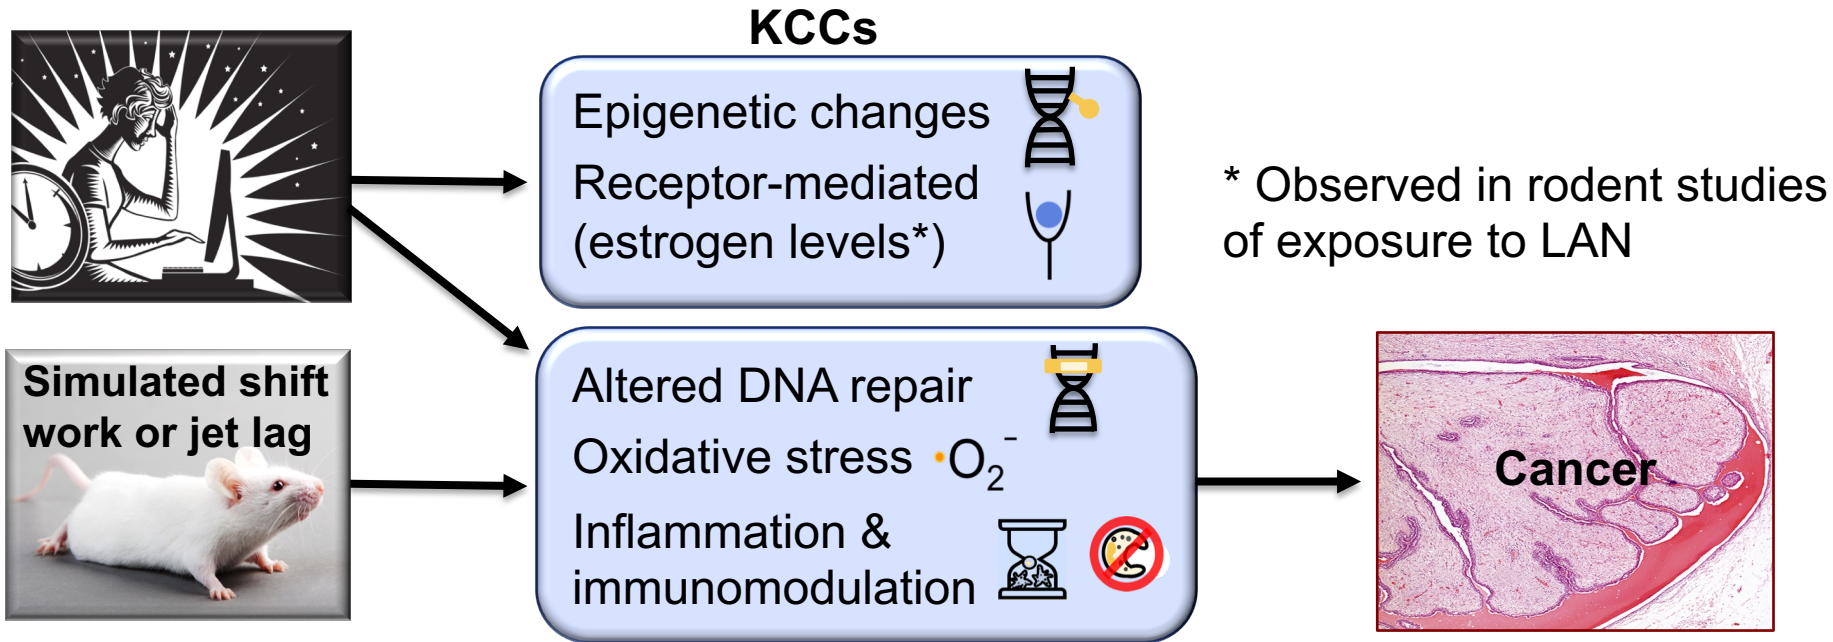 KCCs
Epigenetic changes
Receptor-mediated
(estrogen levels*)
* Observed in rodent studies
of exposure to LAN
Simulated shift
work or jet lag
Altered DNA repair
Oxidative stress ·O₂⁻
Inflammation &
immunomodulation
Cancer